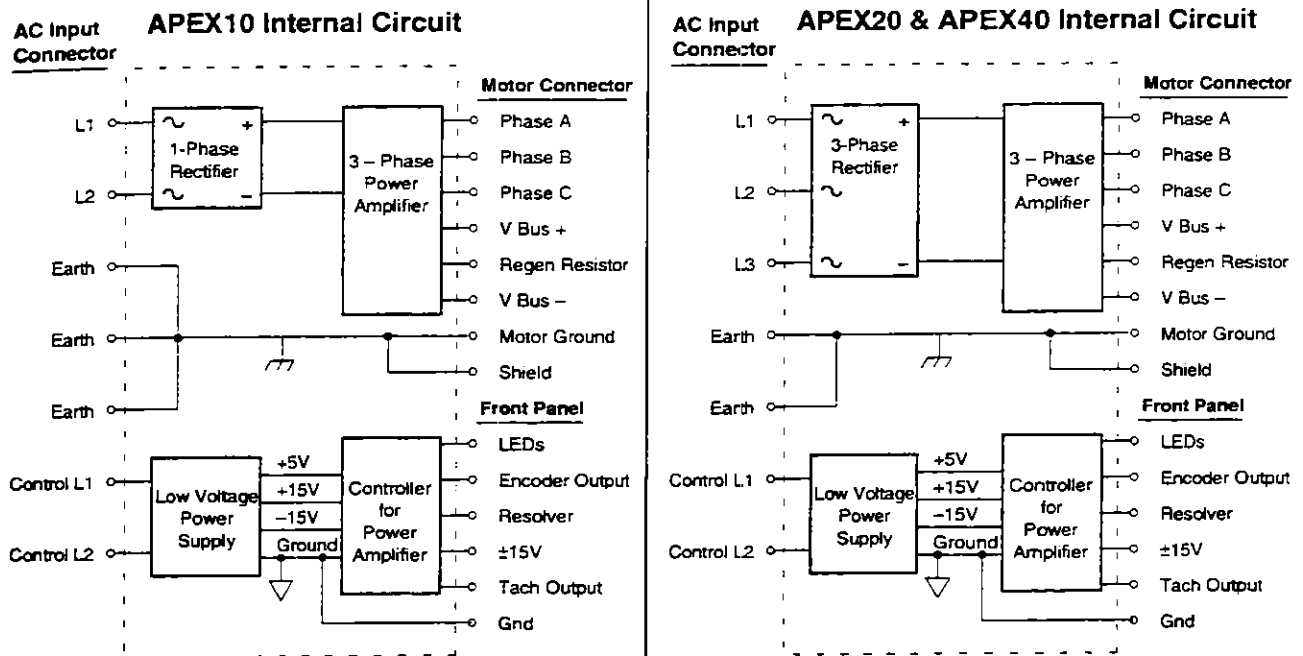 APEX10 Internal Circuit
AC Input
Connector
Motor Connector
L1
L2
Earth
Earth
Earth
Control L1
Control L2
~
+
1-Phase
Rectifier
~
–
3 – Phase
Power
Amplifier
Phase A
Phase B
Phase C
V Bus +
Regen Resistor
V Bus –
Motor Ground
Shield
Front Panel
Low Voltage
Power
Supply
+5V
+15V
–15V
Ground
Controller
for
Power
Amplifier
LEDs
Encoder Output
Resolver
±15V
Tach Output
Gnd
APEX20 & APEX40 Internal Circuit
AC Input
Connector
Motor Connector
L1
L2
L3
Earth
Earth
Control L1
Control L2
~
+
3-Phase
Rectifier
~
~
–
3 – Phase
Power
Amplifier
Phase A
Phase B
Phase C
V Bus +
Regen Resistor
V Bus –
Motor Ground
Shield
Front Panel
Low Voltage
Power
Supply
+5V
+15V
–15V
Ground
Controller
for
Power
Amplifier
LEDs
Encoder Output
Resolver
±15V
Tach Output
Gnd